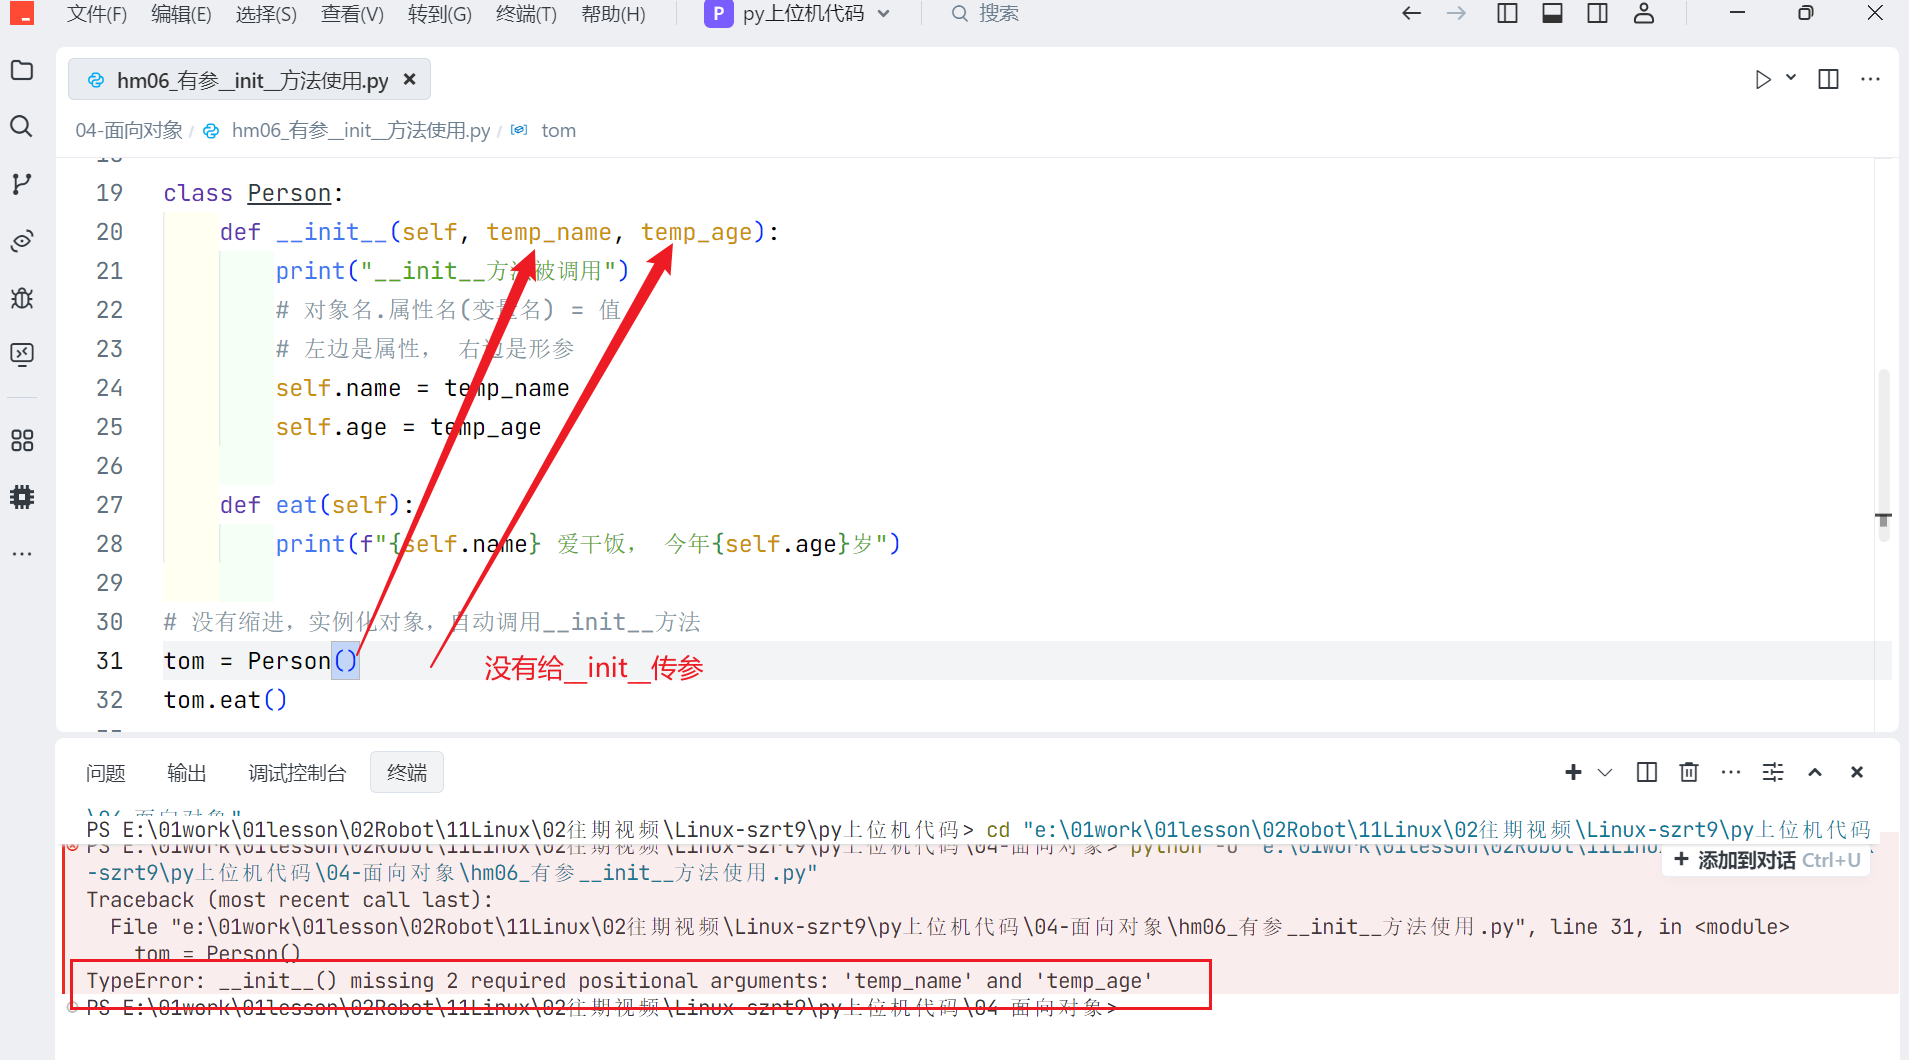 文件(F) 编辑(E) 选择(S) 查看(V) 转到(G) 终端(T) 帮助(H) P py上位机代码 搜索
hm06_有参__init__方法使用.py
04-面向对象 / hm06_有参__init__方法使用.py / tom
19 class Person:
20 def __init__(self, temp_name, temp_age):
21 print("__init__方法被调用")
22 # 对象名.属性名(变量名) = 值
23 # 左边是属性， 右边是形参
24 self.name = temp_name
25 self.age = temp_age
26
27 def eat(self):
28 print(f"{self.name} 爱干饭， 今年{self.age}岁")
29
30 # 没有缩进，实例化对象，自动调用__init__方法
31 tom = Person() 没有给__init__传参
32 tom.eat()
问题 输出 调试控制台 终端
\04-面向对象"
PS E:\01work\01lesson\02Robot\11Linux\02往期视频\Linux-szrt9\py上位机代码> cd "e:\01work\01lesson\02Robot\11Linux\02往期视频\Linux-szrt9\py上位机代码
PS E:\01work\01lesson\02Robot\11Linux\02往期视频\Linux-szrt9\py上位机代码\04-面向对象> python -u "e:\01work\01lesson\02Robot\11Linu
添加到对话 Ctrl+U
-szrt9\py上位机代码\04-面向对象\hm06_有参__init__方法使用.py"
Traceback (most recent call last):
File "e:\01work\01lesson\02Robot\11Linux\02往期视频\Linux-szrt9\py上位机代码\04-面向对象\hm06_有参__init__方法使用.py", line 31, in <module>
tom = Person()
TypeError: __init__() missing 2 required positional arguments: 'temp_name' and 'temp_age'
PS E:\01work\01lesson\02Robot\11Linux\02往期视频\Linux-szrt9\py上位机代码\04-面向对象>